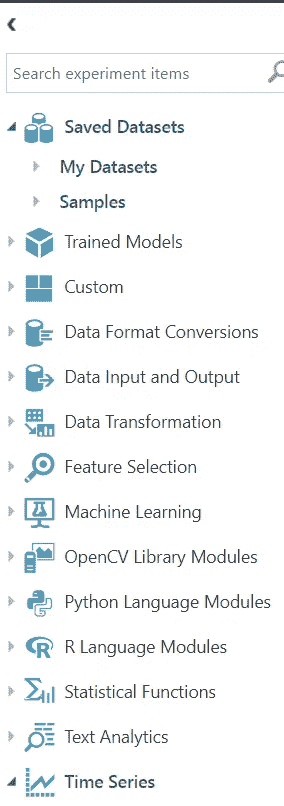 Search experiment items
Saved Datasets
My Datasets
Samples
Trained Models
Custom
Data Format Conversions
Data Input and Output
Data Transformation
Feature Selection
Machine Learning
OpenCV Library Modules
Python Language Modules
R Language Modules
Statistical Functions
Text Analytics
Time Series